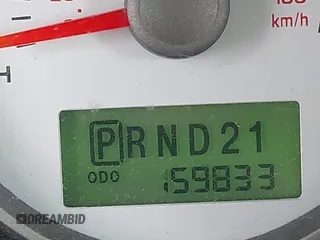 km/h
H
PRND21
ODO 159833
DREAMBID